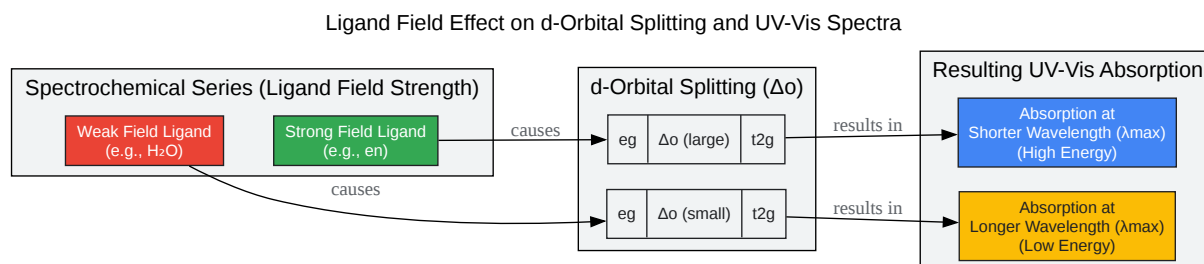 Ligand Field Effect on d-Orbital Splitting and UV-Vis Spectra
Spectrochemical Series (Ligand Field Strength)
Weak Field Ligand
(e.g., H₂O)
Strong Field Ligand
(e.g., en)
causes
causes
d-Orbital Splitting (Δo)
eg
Δo (large)
t2g
eg
Δo (small)
t2g
results in
results in
Resulting UV-Vis Absorption
Absorption at
Shorter Wavelength (λmax)
(High Energy)
Absorption at
Longer Wavelength (λmax)
(Low Energy)